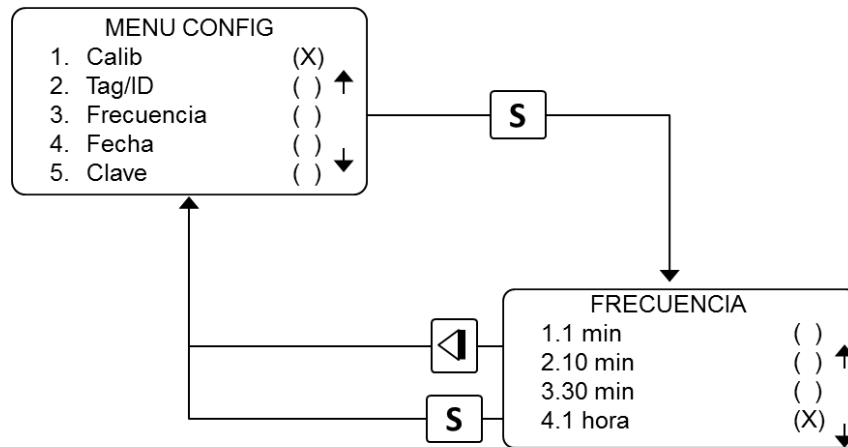 MENU CONFIG
1. Calib (X)
2. Tag/ID ( )
3. Frecuencia ( )
4. Fecha ( )
5. Clave ( )
S
FRECUENCIA
1.1 min ( )
2.10 min ( )
3.30 min ( )
4.1 hora (X)
S